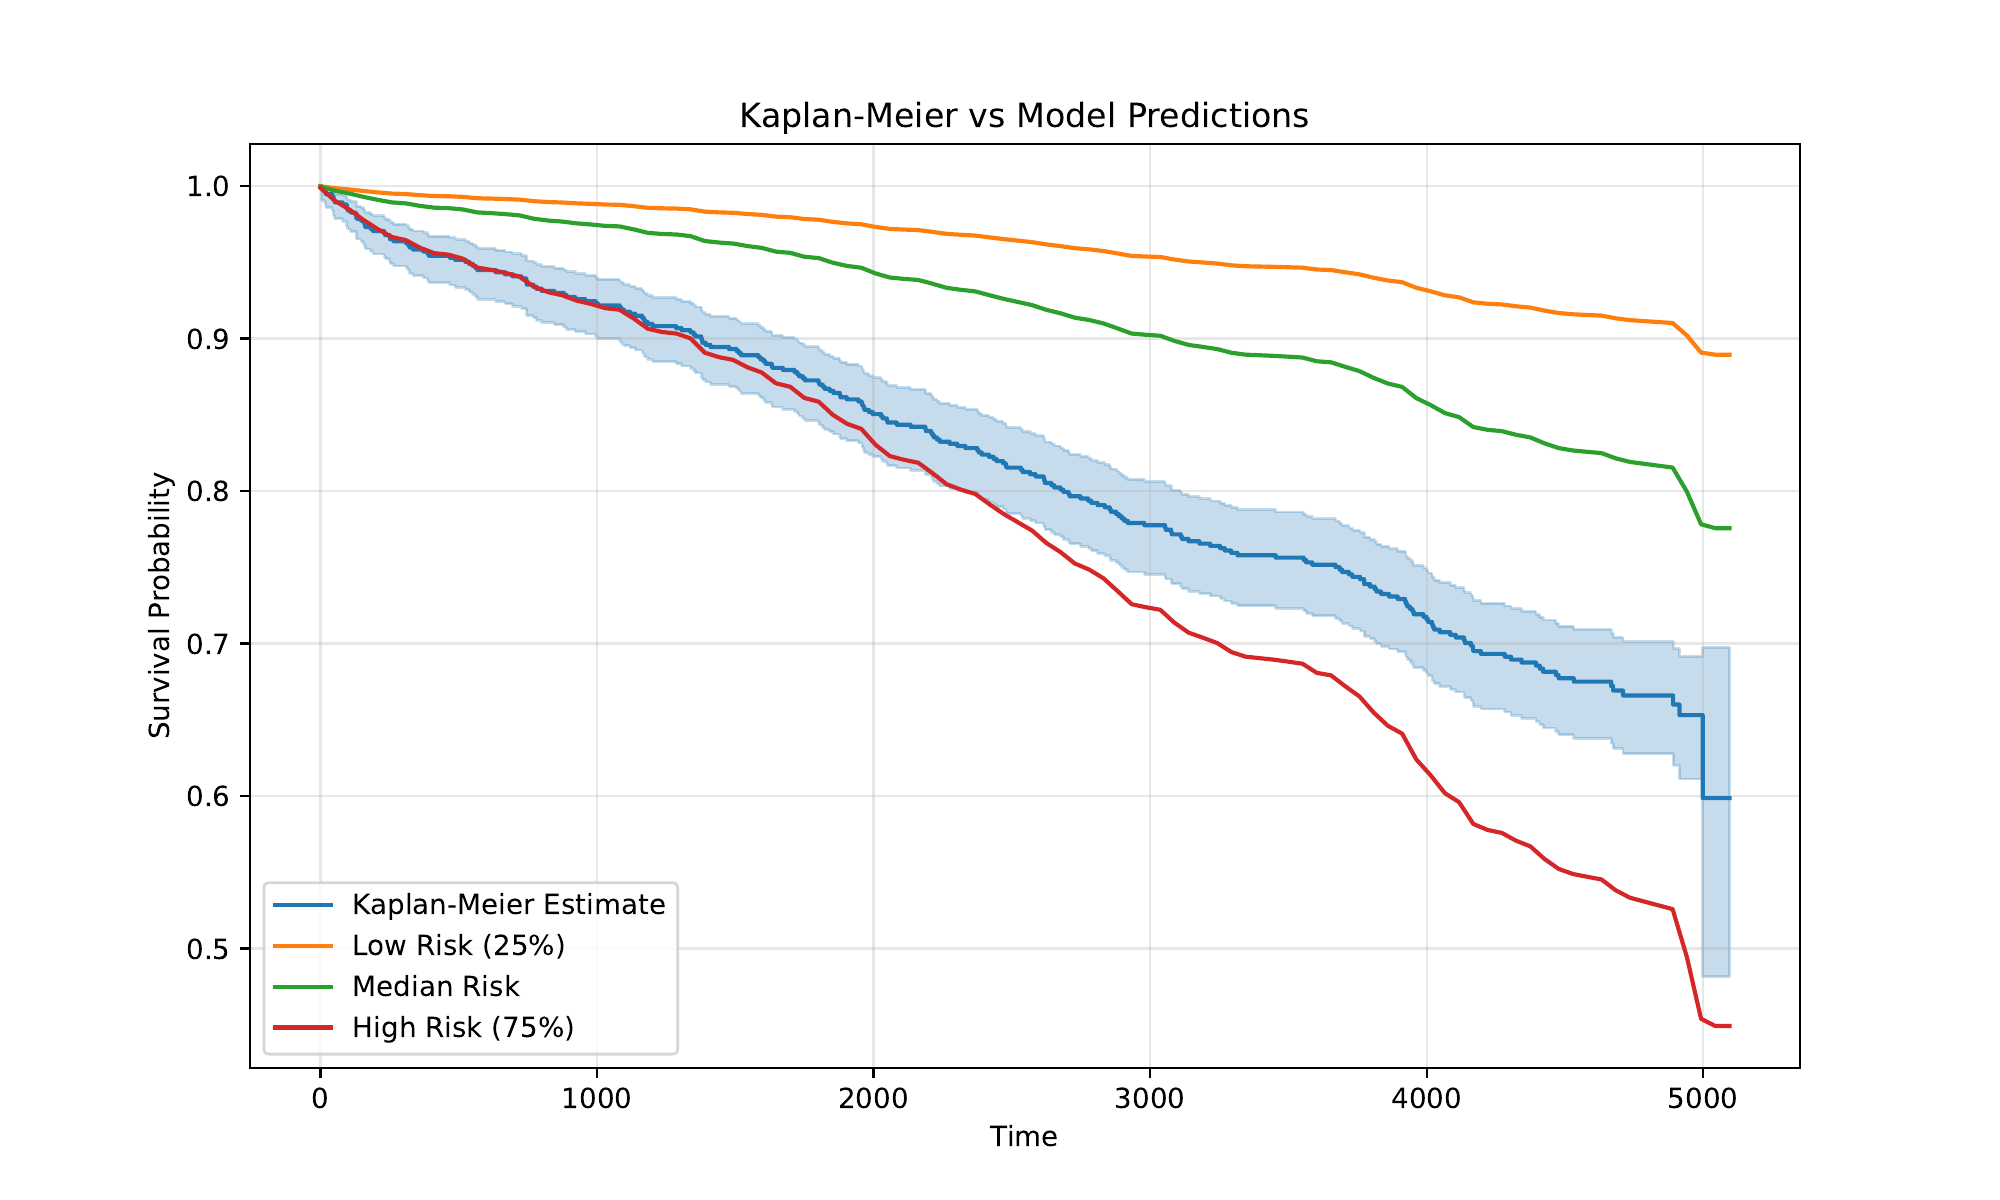 Kaplan-Meier vs Model Predictions
1.0
0.9
0.8
0.7
0.6
0.5
Survival Probability
Kaplan-Meier Estimate
Low Risk (25%)
Median Risk
High Risk (75%)
0 1000 2000 3000 4000 5000
Time